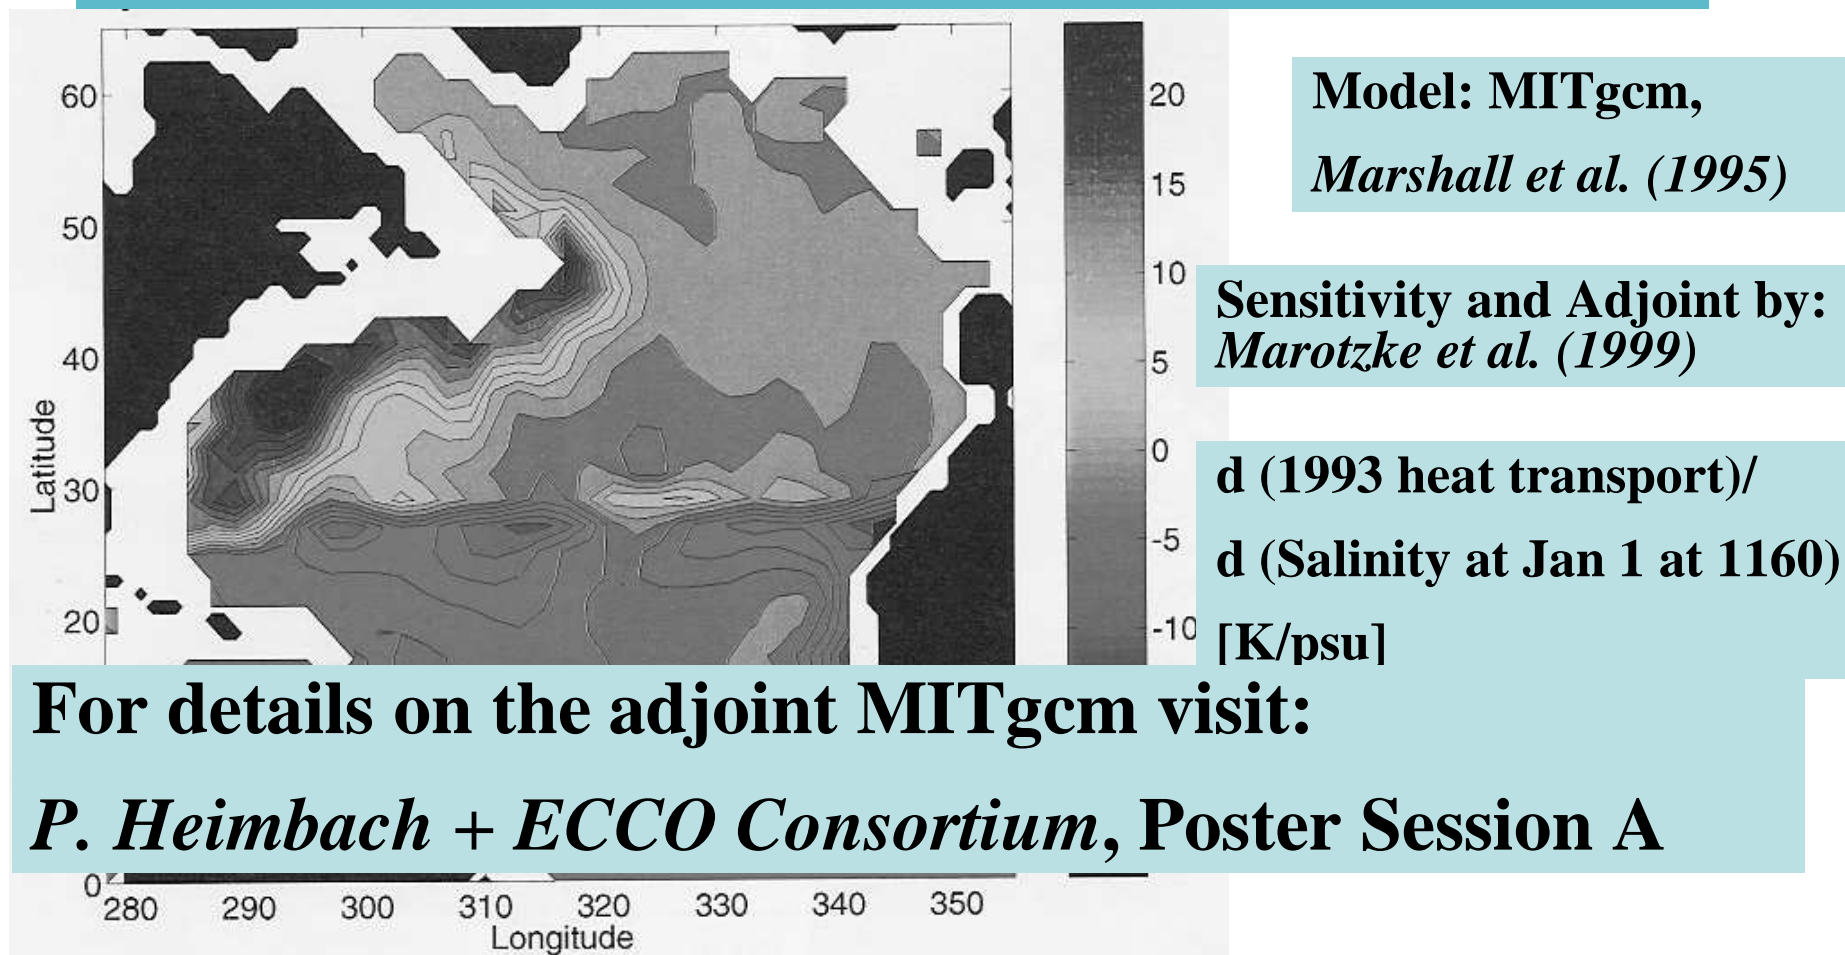 Model: MITgcm,
Marshall et al. (1995)
Sensitivity and Adjoint by:
Marotzke et al. (1999)
d (1993 heat transport)/
d (Salinity at Jan 1 at 1160)
[K/psu]
60
50
40
30
20
0
Latitude
280 290 300 310 320 330 340 350
Longitude
20
15
10
5
0
-5
-10
For details on the adjoint MITgcm visit:
P. Heimbach + ECCO Consortium, Poster Session A